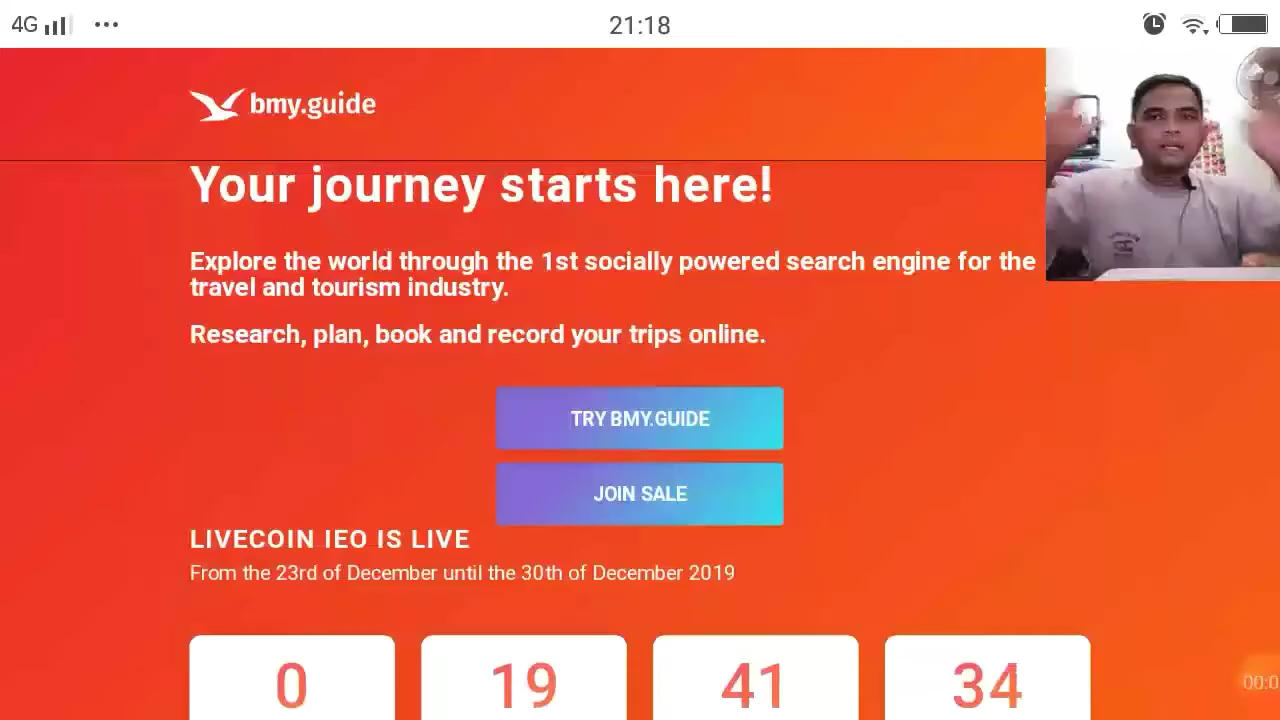 4G
21:18
bmy.guide
Your journey starts here!
Explore the world through the 1st socially powered search engine for the
travel and tourism industry.
Research, plan, book and record your trips online.
TRY BMY.GUIDE
JOIN SALE
LIVECOIN IEO IS LIVE
From the 23rd of December until the 30th of December 2019
0 19 41 34
00:0